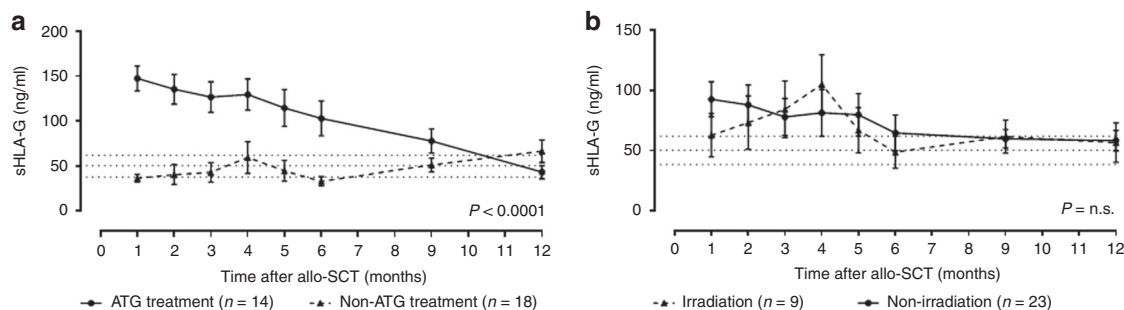 a
200
150
100
50
0
sHLA-G (ng/ml)
P < 0.0001
0 1 2 3 4 5 6 7 8 9 10 11 12
Time after allo-SCT (months)
ATG treatment (n = 14) Non-ATG treatment (n = 18)
b
150
100
50
0
sHLA-G (ng/ml)
P = n.s.
0 1 2 3 4 5 6 7 8 9 10 11 12
Time after allo-SCT (months)
Irradiation (n = 9) Non-irradiation (n = 23)